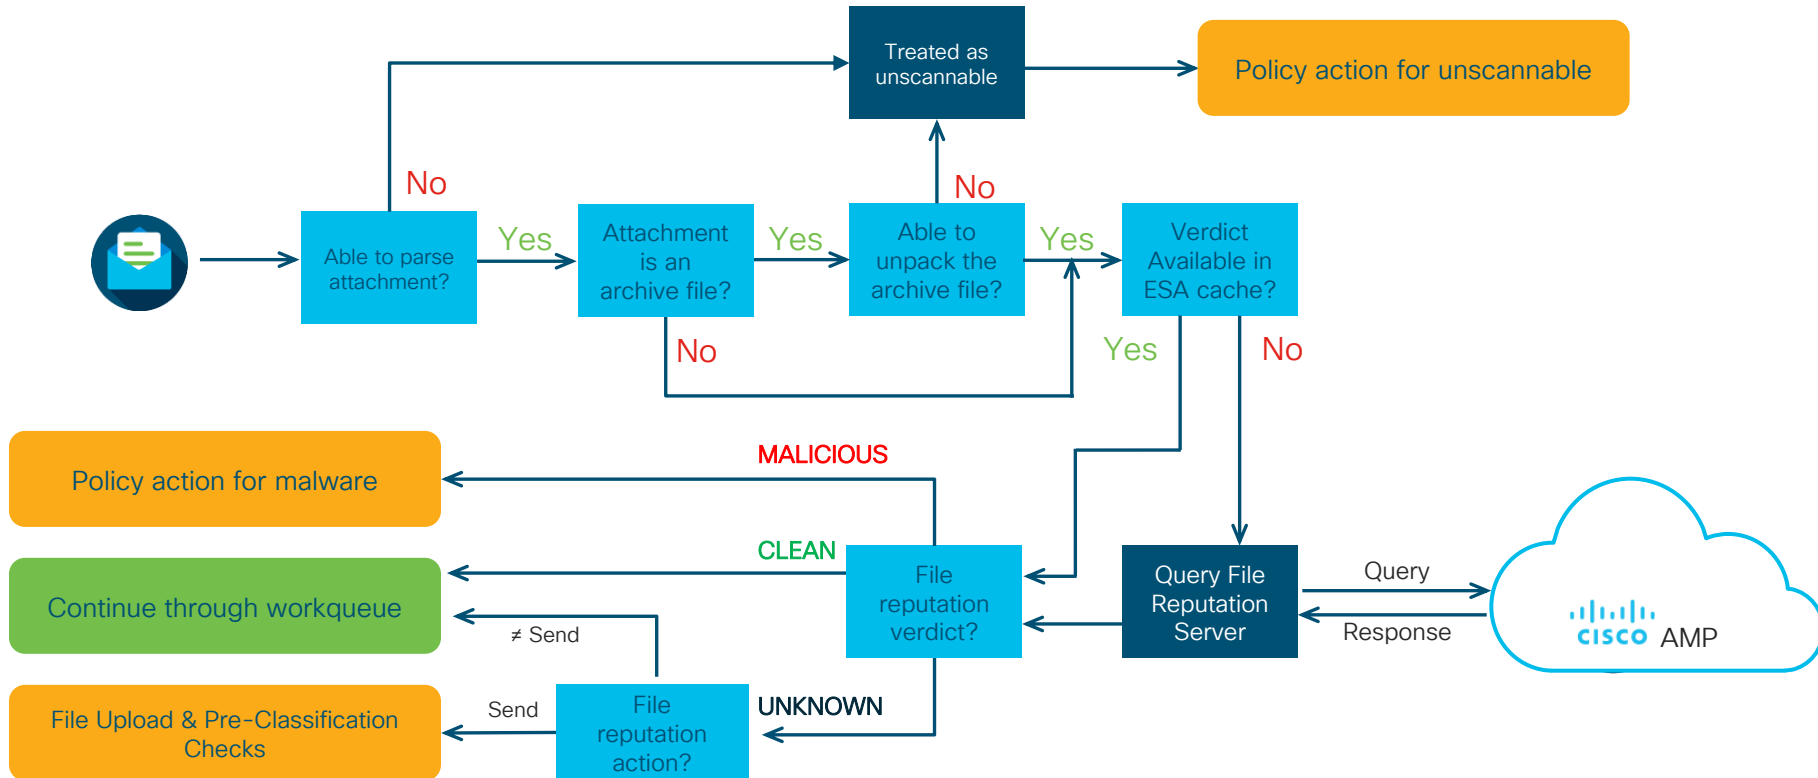 Treated as
unscannable
Policy action for unscannable
No
No
Able to parse
attachment?
Yes
Attachment
is an
archive file?
Yes
Able to
unpack the
archive file?
Yes
Verdict
Available in
ESA cache?
No
Yes
No
Policy action for malware
MALICIOUS
CLEAN
Continue through workqueue
≠ Send
File
reputation
verdict?
Query File
Reputation
Server
Query
Response
CISCO AMP
File Upload & Pre-Classification
Checks
Send
File
reputation
action?
UNKNOWN